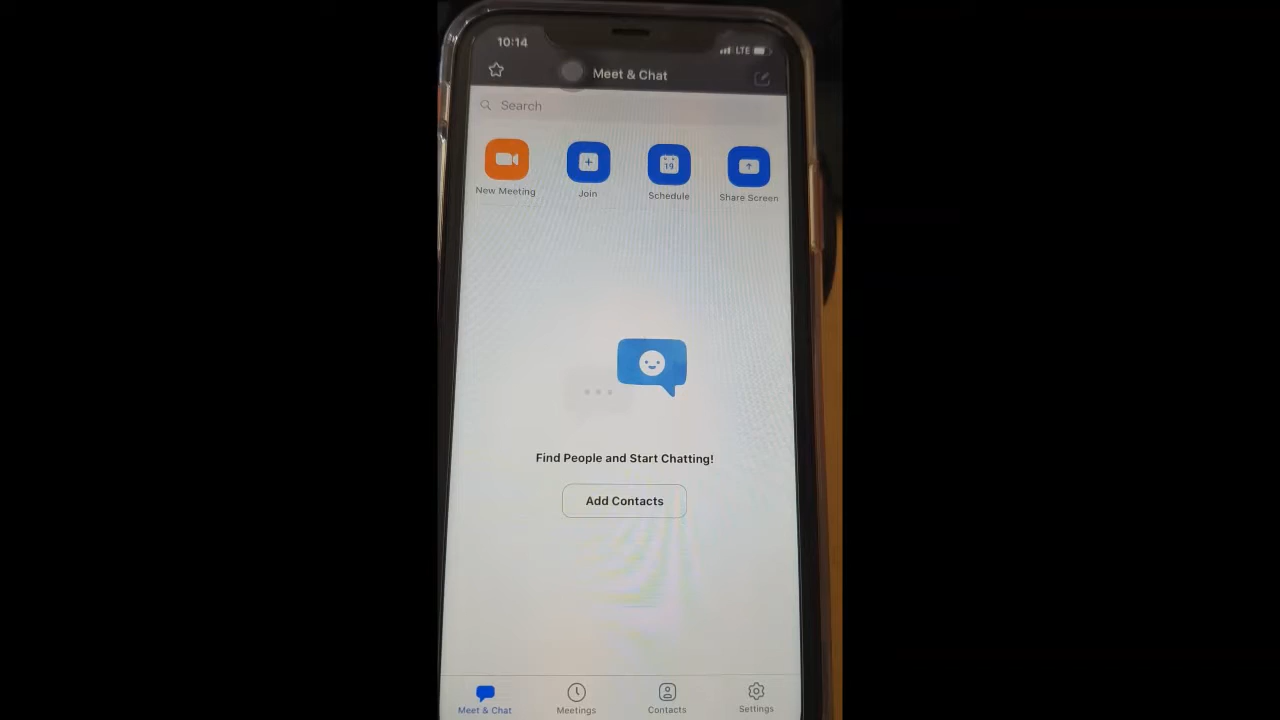 10:14
LTE
Meet & Chat
Search
19
New Meeting
Join
Schedule
Share Screen
Find People and Start Chatting!
Add Contacts
Meet & Chat
Meetings
Contacts
Settings